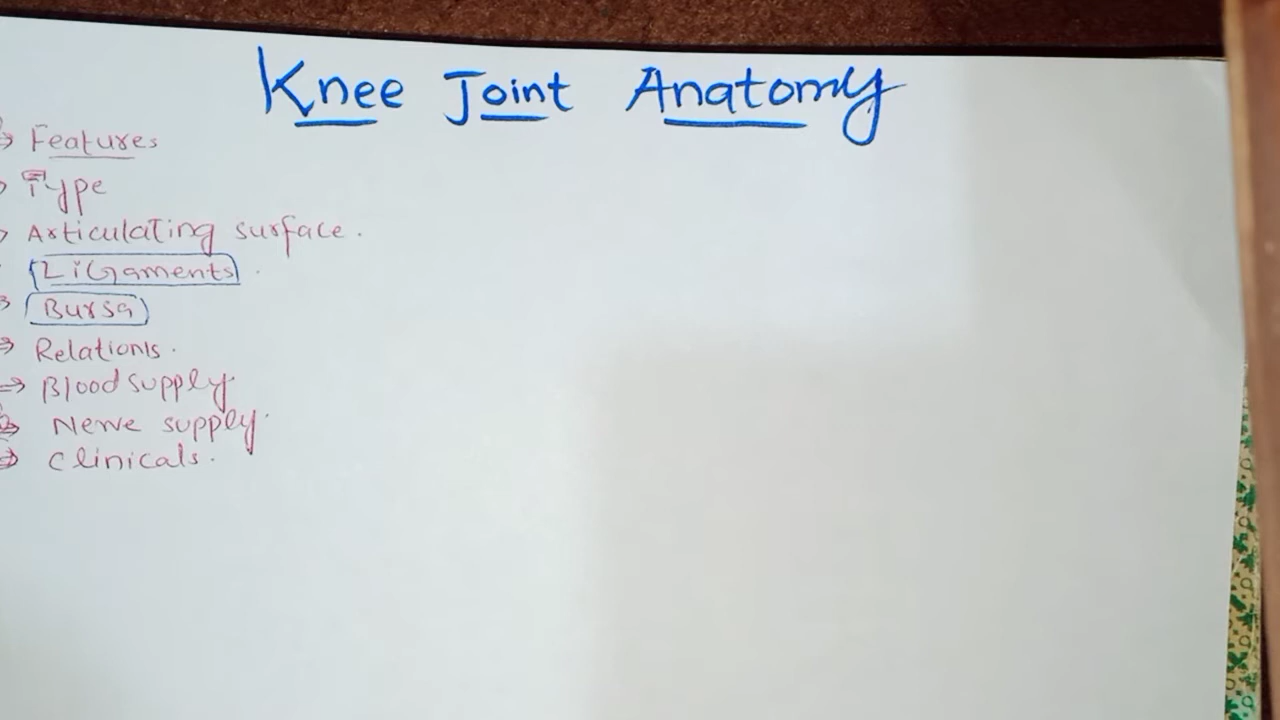 Knee Joint Anatomy
→ Features
→ Type
→ Articulating surface.
LiGaments.
→ Bursa
→ Relations.
→ Blood supply
→ Nerve supply.
→ Clinicals.